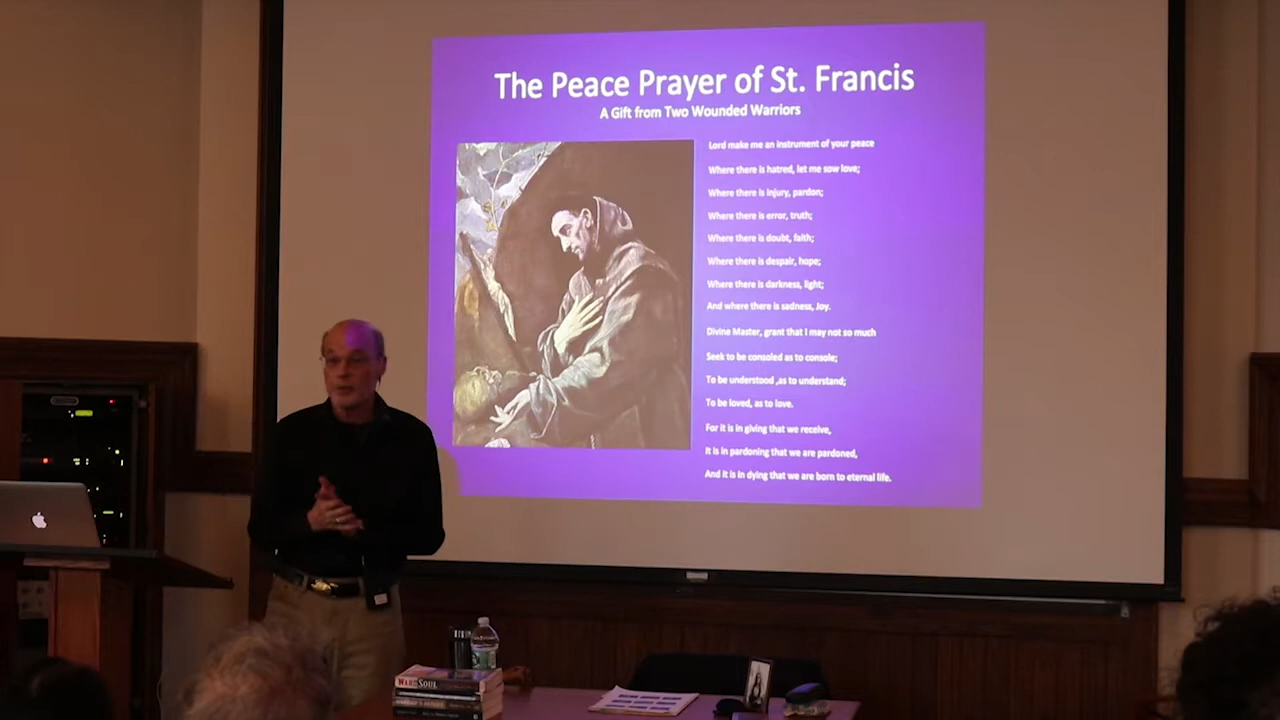 The Peace Prayer of St. Francis
A Gift from Two Wounded Warriors
Lord make me an instrument of your peace
Where there is hatred, let me sow love;
Where there is injury, pardon;
Where there is error, truth;
Where there is doubt, faith;
Where there is despair, hope;
Where there is darkness, light;
And where there is sadness, Joy.
Divine Master, grant that I may not so much
Seek to be consoled as to console;
To be understood ,as to understand;
To be loved, as to love.
For it is in giving that we receive,
It is in pardoning that we are pardoned,
And it is in dying that we are born to eternal life.
WAR SOUL